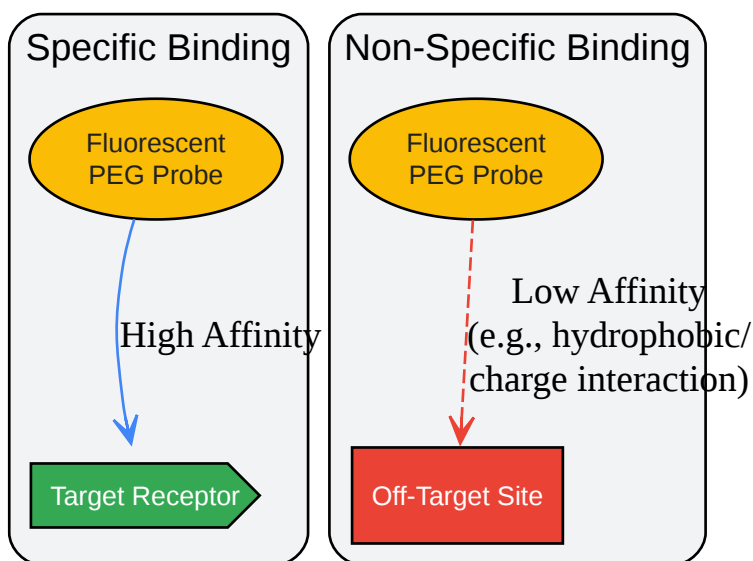 Specific Binding
Fluorescent
PEG Probe
High Affinity
Target Receptor
Non-Specific Binding
Fluorescent
PEG Probe
Low Affinity
(e.g., hydrophobic/
charge interaction)
Off-Target Site